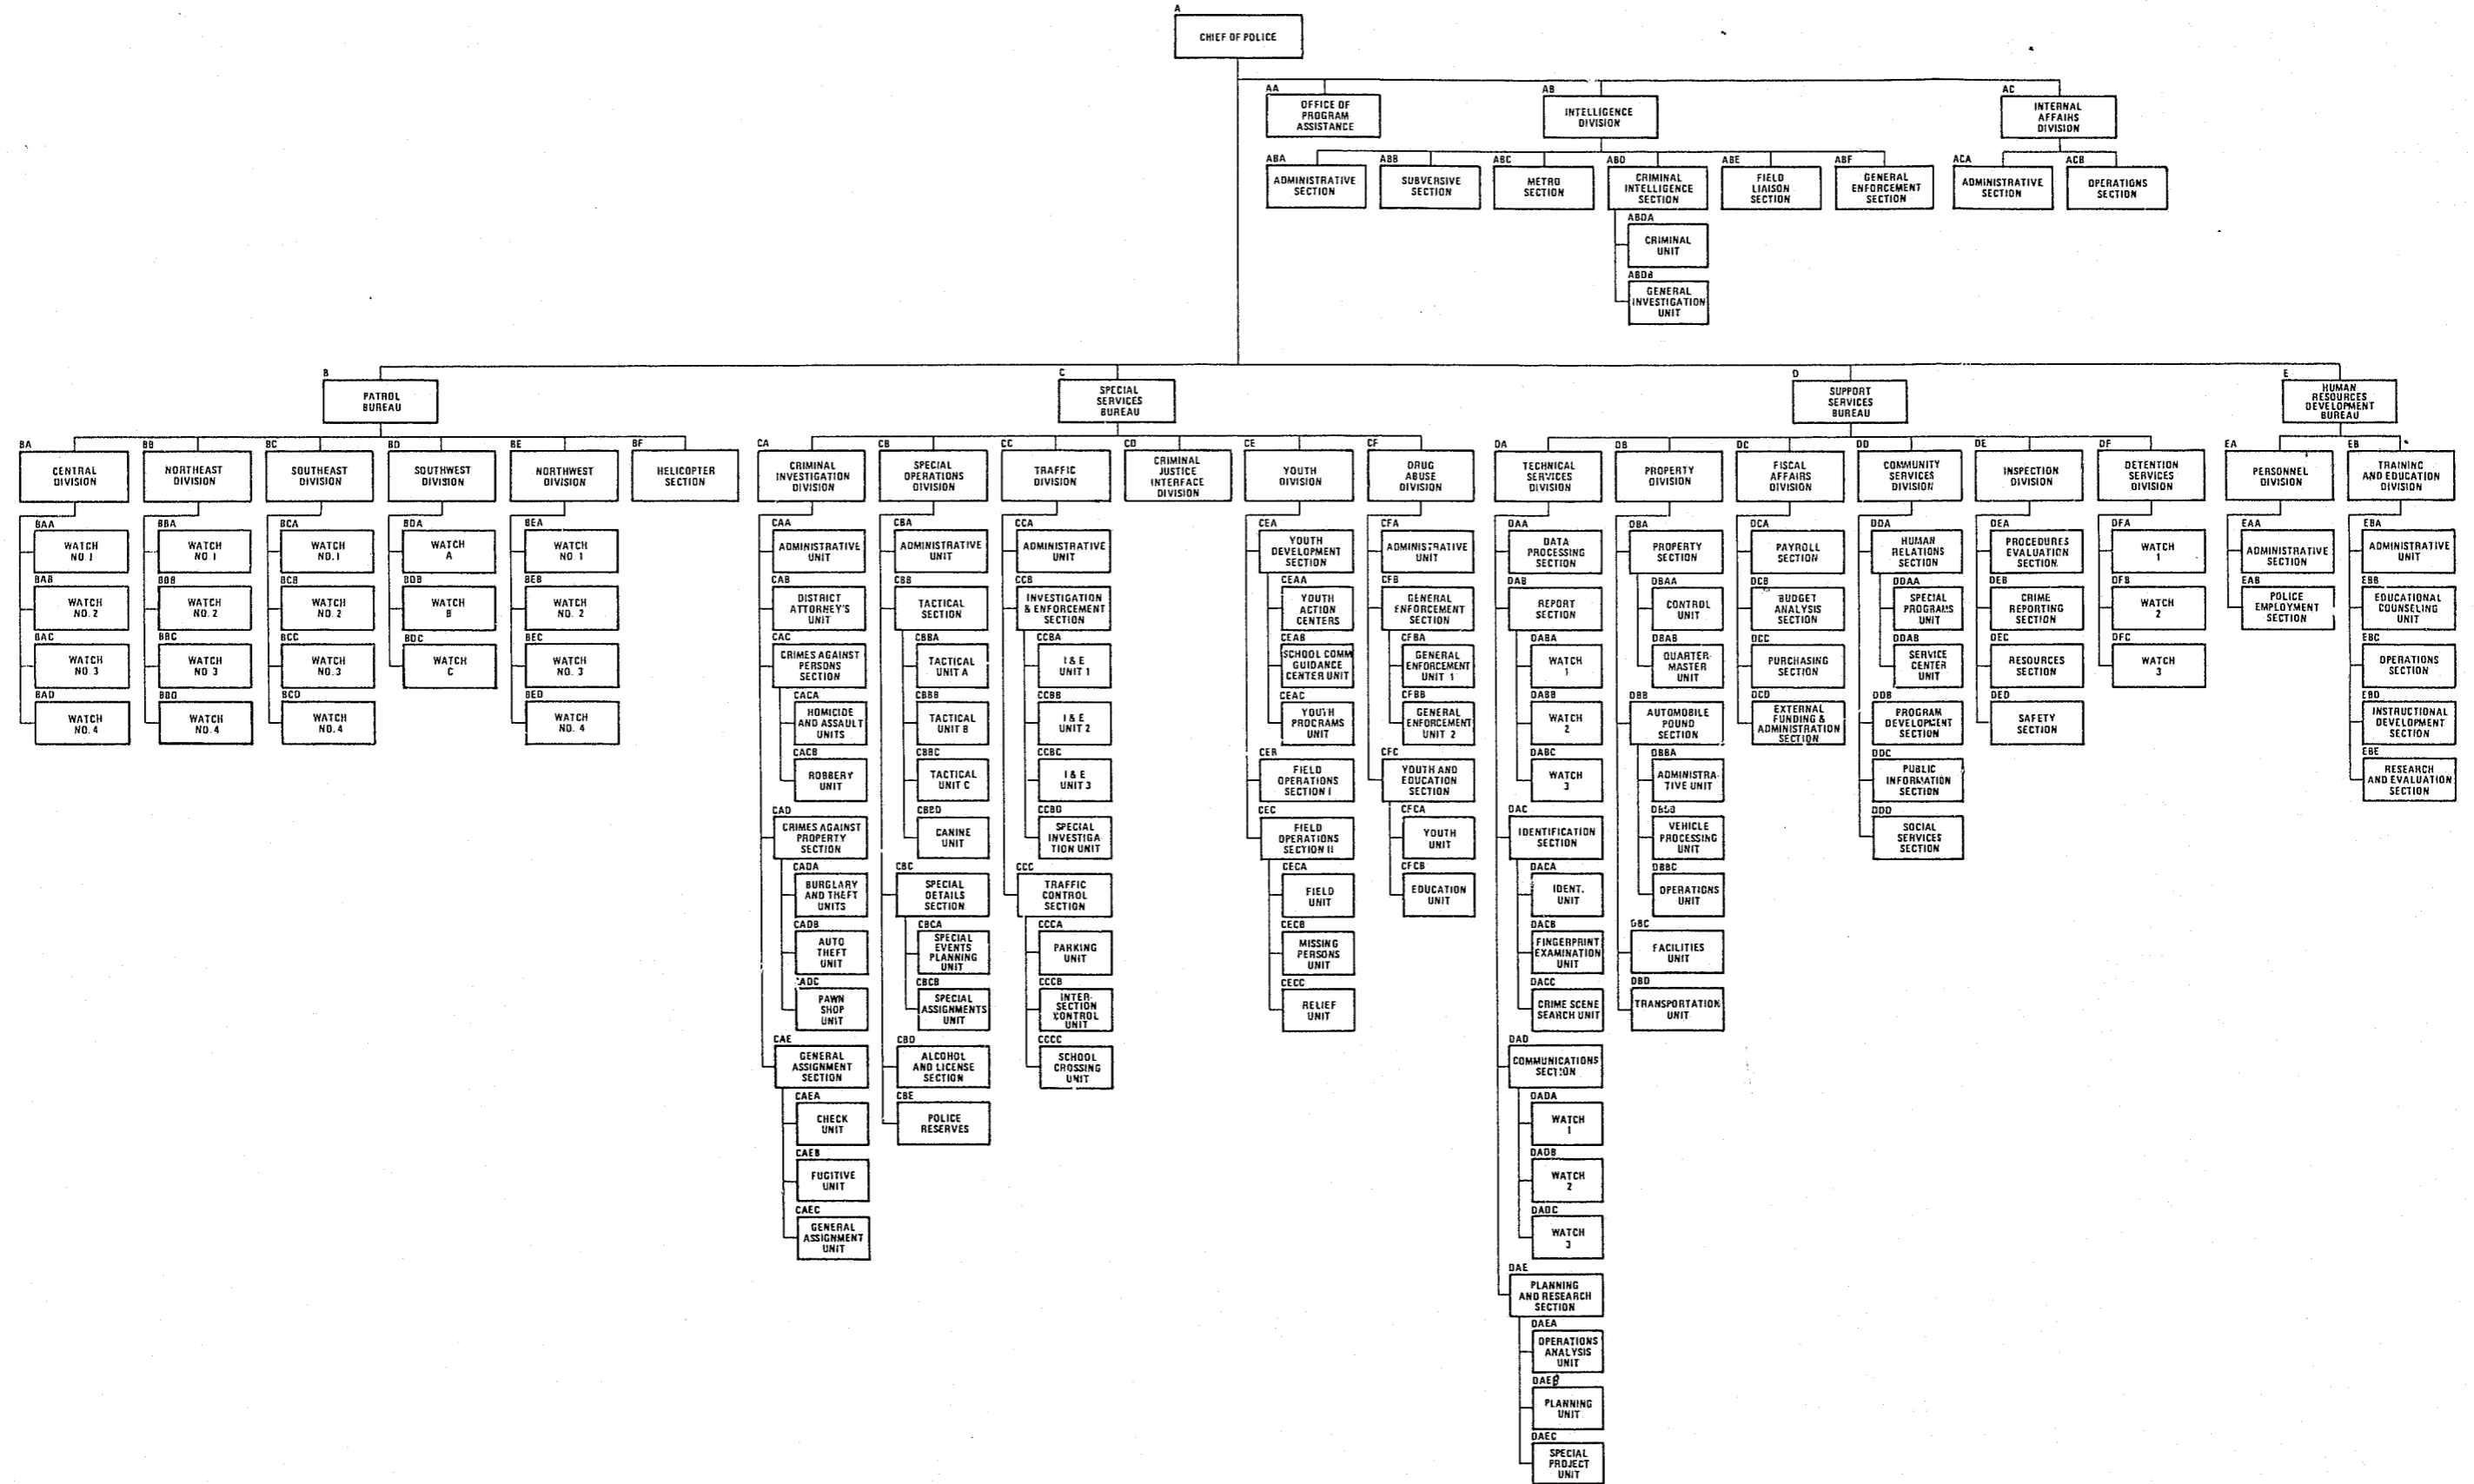 A
CHIEF OF POLICE
AA
OFFICE OF
PROGRAM
ASSISTANCE
AB
INTELLIGENCE
DIVISION
AC
INTERNAL
AFFAIRS
DIVISION
ABA
ADMINISTRATIVE
SECTION
ABB
SUBVERSIVE
SECTION
ABC
METRO
SECTION
ABD
CRIMINAL
INTELLIGENCE
SECTION
ABE
FIELD
LIAISON
SECTION
ABF
GENERAL
ENFORCEMENT
SECTION
ACA
ADMINISTRATIVE
SECTION
ACB
OPERATIONS
SECTION
ABDA
CRIMINAL
UNIT
ABDB
GENERAL
INVESTIGATION
UNIT
B
PATROL
BUREAU
C
SPECIAL
SERVICES
BUREAU
D
SUPPORT
SERVICES
BUREAU
E
HUMAN
RESOURCES
DEVELOPMENT
BUREAU
BA
CENTRAL
DIVISION
BAA
WATCH
NO. 1
BAB
WATCH
NO. 2
BAC
WATCH
NO. 3
BAD
WATCH
NO. 4
BB
NORTHEAST
DIVISION
BBA
WATCH
NO 1
BBB
WATCH
NO. 2
BBC
WATCH
NO 3
BBD
WATCH
NO. 4
BC
SOUTHEAST
DIVISION
BCA
WATCH
NO. 1
BCB
WATCH
NO. 2
BCC
WATCH
NO. 3
BCD
WATCH
NO. 4
BD
SOUTHWEST
DIVISION
BDA
WATCH
A
BDB
WATCH
B
BDC
WATCH
C
BE
NORTHWEST
DIVISION
BEA
WATCH
NO. 1
BEB
WATCH
NO. 2
BEC
WATCH
NO. 3
BED
WATCH
NO. 4
BF
HELICOPTER
SECTION
CA
CRIMINAL
INVESTIGATION
DIVISION
CAA
ADMINISTRATIVE
UNIT
CAB
DISTRICT
ATTORNEY'S
UNIT
CAC
CRIMES AGAINST
PERSONS
SECTION
CACA
HOMICIDE
AND ASSAULT
UNITS
CACB
ROBBERY
UNIT
CAD
CRIMES AGAINST
PROPERTY
SECTION
CADA
BURGLARY
AND THEFT
UNITS
CADB
AUTO
THEFT
UNIT
CADC
PAWN
SHOP
UNIT
CAE
GENERAL
ASSIGNMENT
SECTION
CAEA
CHECK
UNIT
CAEB
FUGITIVE
UNIT
CAEC
GENERAL
ASSIGNMENT
UNIT
CB
SPECIAL
OPERATIONS
DIVISION
CBA
ADMINISTRATIVE
UNIT
CBB
TACTICAL
SECTION
CBBA
TACTICAL
UNIT A
CBBB
TACTICAL
UNIT B
CBBC
TACTICAL
UNIT C
CBBD
CANINE
UNIT
CBC
SPECIAL
DETAILS
SECTION
CBCA
SPECIAL
EVENTS
PLANNING
UNIT
CBCB
SPECIAL
ASSIGNMENTS
UNIT
CBD
ALCOHOL
AND LICENSE
SECTION
CBE
POLICE
RESERVES
CC
TRAFFIC
DIVISION
CCA
ADMINISTRATIVE
UNIT
CCB
INVESTIGATION
& ENFORCEMENT
SECTION
CCBA
I & E
UNIT 1
CCBB
I & E
UNIT 2
CCBC
I & E
UNIT 3
CCBD
SPECIAL
INVESTIGA-
TION UNIT
CCC
TRAFFIC
CONTROL
SECTION
CCCA
PARKING
UNIT
CCCB
INTER-
SECTION
CONTROL
UNIT
CCCC
SCHOOL
CROSSING
UNIT
CD
CRIMINAL
JUSTICE
INTERFACE
DIVISION
CE
YOUTH
DIVISION
CEA
YOUTH
DEVELOPMENT
SECTION
CEAA
YOUTH
ACTION
CENTERS
CEAB
SCHOOL COMM
GUIDANCE
CENTER UNIT
CEAC
YOUTH
PROGRAMS
UNIT
CEB
FIELD
OPERATIONS
SECTION I
CEC
FIELD
OPERATIONS
SECTION II
CECA
FIELD
UNIT
CECB
MISSING
PERSONS
UNIT
CECC
RELIEF
UNIT
CF
DRUG
ABUSE
DIVISION
CFA
ADMINISTRATIVE
UNIT
CFB
GENERAL
ENFORCEMENT
SECTION
CFBA
GENERAL
ENFORCEMENT
UNIT 1
CFBB
GENERAL
ENFORCEMENT
UNIT 2
CFC
YOUTH AND
EDUCATION
SECTION
CFCA
YOUTH
UNIT
CFCB
EDUCATION
UNIT
DA
TECHNICAL
SERVICES
DIVISION
DAA
DATA
PROCESSING
SECTION
DAB
REPORT
SECTION
DABA
WATCH
1
DABB
WATCH
2
DABC
WATCH
3
DAC
IDENTIFICATION
SECTION
DACA
IDENT.
UNIT
DACB
FINGERPRINT
EXAMINATION
UNIT
DACC
CRIME SCENE
SEARCH UNIT
DAD
COMMUNICATIONS
SECTION
DADA
WATCH
1
DADB
WATCH
2
DADC
WATCH
3
DAE
PLANNING
AND RESEARCH
SECTION
DAEA
OPERATIONS
ANALYSIS
UNIT
DAEB
PLANNING
UNIT
DAEC
SPECIAL
PROJECT
UNIT
DB
PROPERTY
DIVISION
DBA
PROPERTY
SECTION
DBAA
CONTROL
UNIT
DBAB
QUARTER-
MASTER
UNIT
DBB
AUTOMOBILE
POUND
SECTION
DBBA
ADMINISTRA-
TIVE UNIT
DBBB
VEHICLE
PROCESSING
UNIT
DBBC
OPERATIONS
UNIT
DBC
FACILITIES
UNIT
DBD
TRANSPORTATION
UNIT
DC
FISCAL
AFFAIRS
DIVISION
DCA
PAYROLL
SECTION
DCB
BUDGET
ANALYSIS
SECTION
DCC
PURCHASING
SECTION
DCD
EXTERNAL
FUNDING &
ADMINISTRATION
SECTION
DD
COMMUNITY
SERVICES
DIVISION
DDA
HUMAN
RELATIONS
SECTION
DDAA
SPECIAL
PROGRAMS
UNIT
DDAB
SERVICE
CENTER
UNIT
DDB
PROGRAM
DEVELOPMENT
SECTION
DDC
PUBLIC
INFORMATION
SECTION
DDD
SOCIAL
SERVICES
SECTION
DE
INSPECTION
DIVISION
DEA
PROCEDURES
EVALUATION
SECTION
DEB
CRIME
REPORTING
SECTION
DEC
RESOURCES
SECTION
DED
SAFETY
SECTION
DF
DETENTION
SERVICES
DIVISION
DFA
WATCH
1
DFB
WATCH
2
DFC
WATCH
3
EA
PERSONNEL
DIVISION
EAA
ADMINISTRATIVE
SECTION
EAB
POLICE
EMPLOYMENT
SECTION
EB
TRAINING
AND EDUCATION
DIVISION
EBA
ADMINISTRATIVE
UNIT
EBB
EDUCATIONAL
COUNSELING
UNIT
EBC
OPERATIONS
SECTION
EBD
INSTRUCTIONAL
DEVELOPMENT
SECTION
EBE
RESEARCH
AND EVALUATION
SECTION